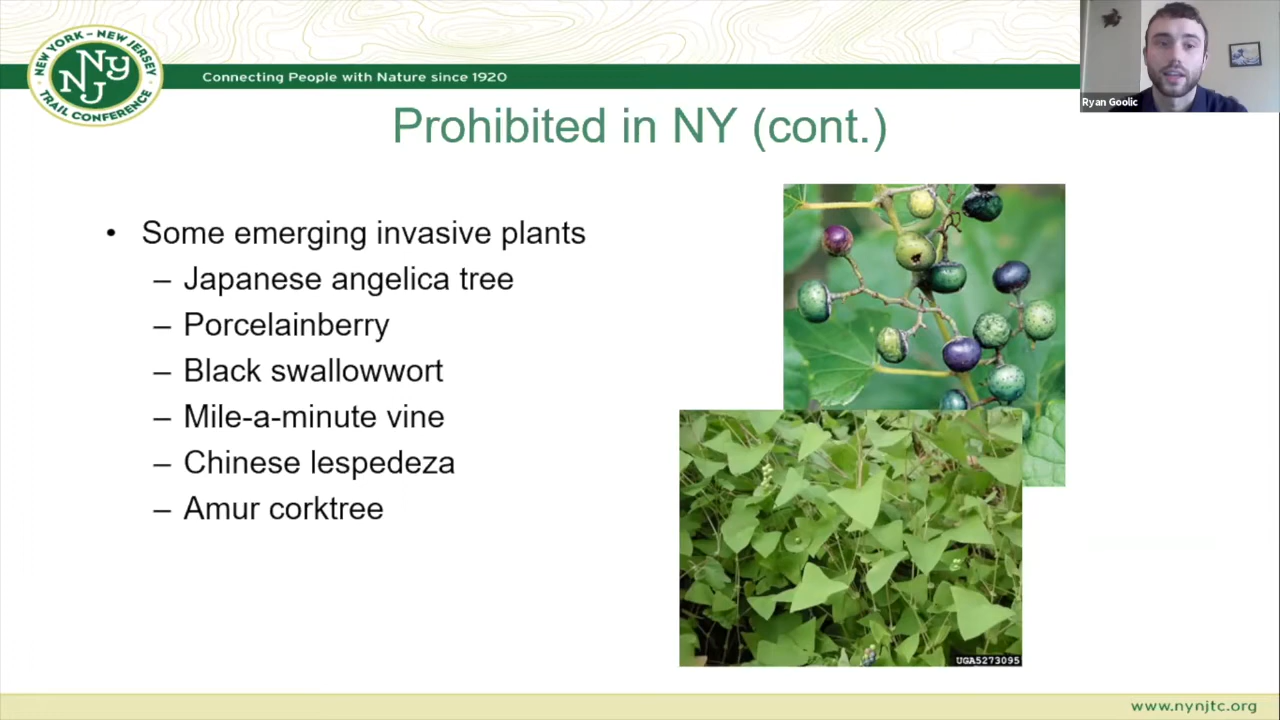 NEW YORK – NEW JERSEY
NY
NJ
TRAIL CONFERENCE
Connecting People with Nature since 1920
Ryan Goolic
Prohibited in NY (cont.)
• Some emerging invasive plants
– Japanese angelica tree
– Porcelainberry
– Black swallowwort
– Mile-a-minute vine
– Chinese lespedeza
– Amur corktree
UGA5273095
www.nynjtc.org